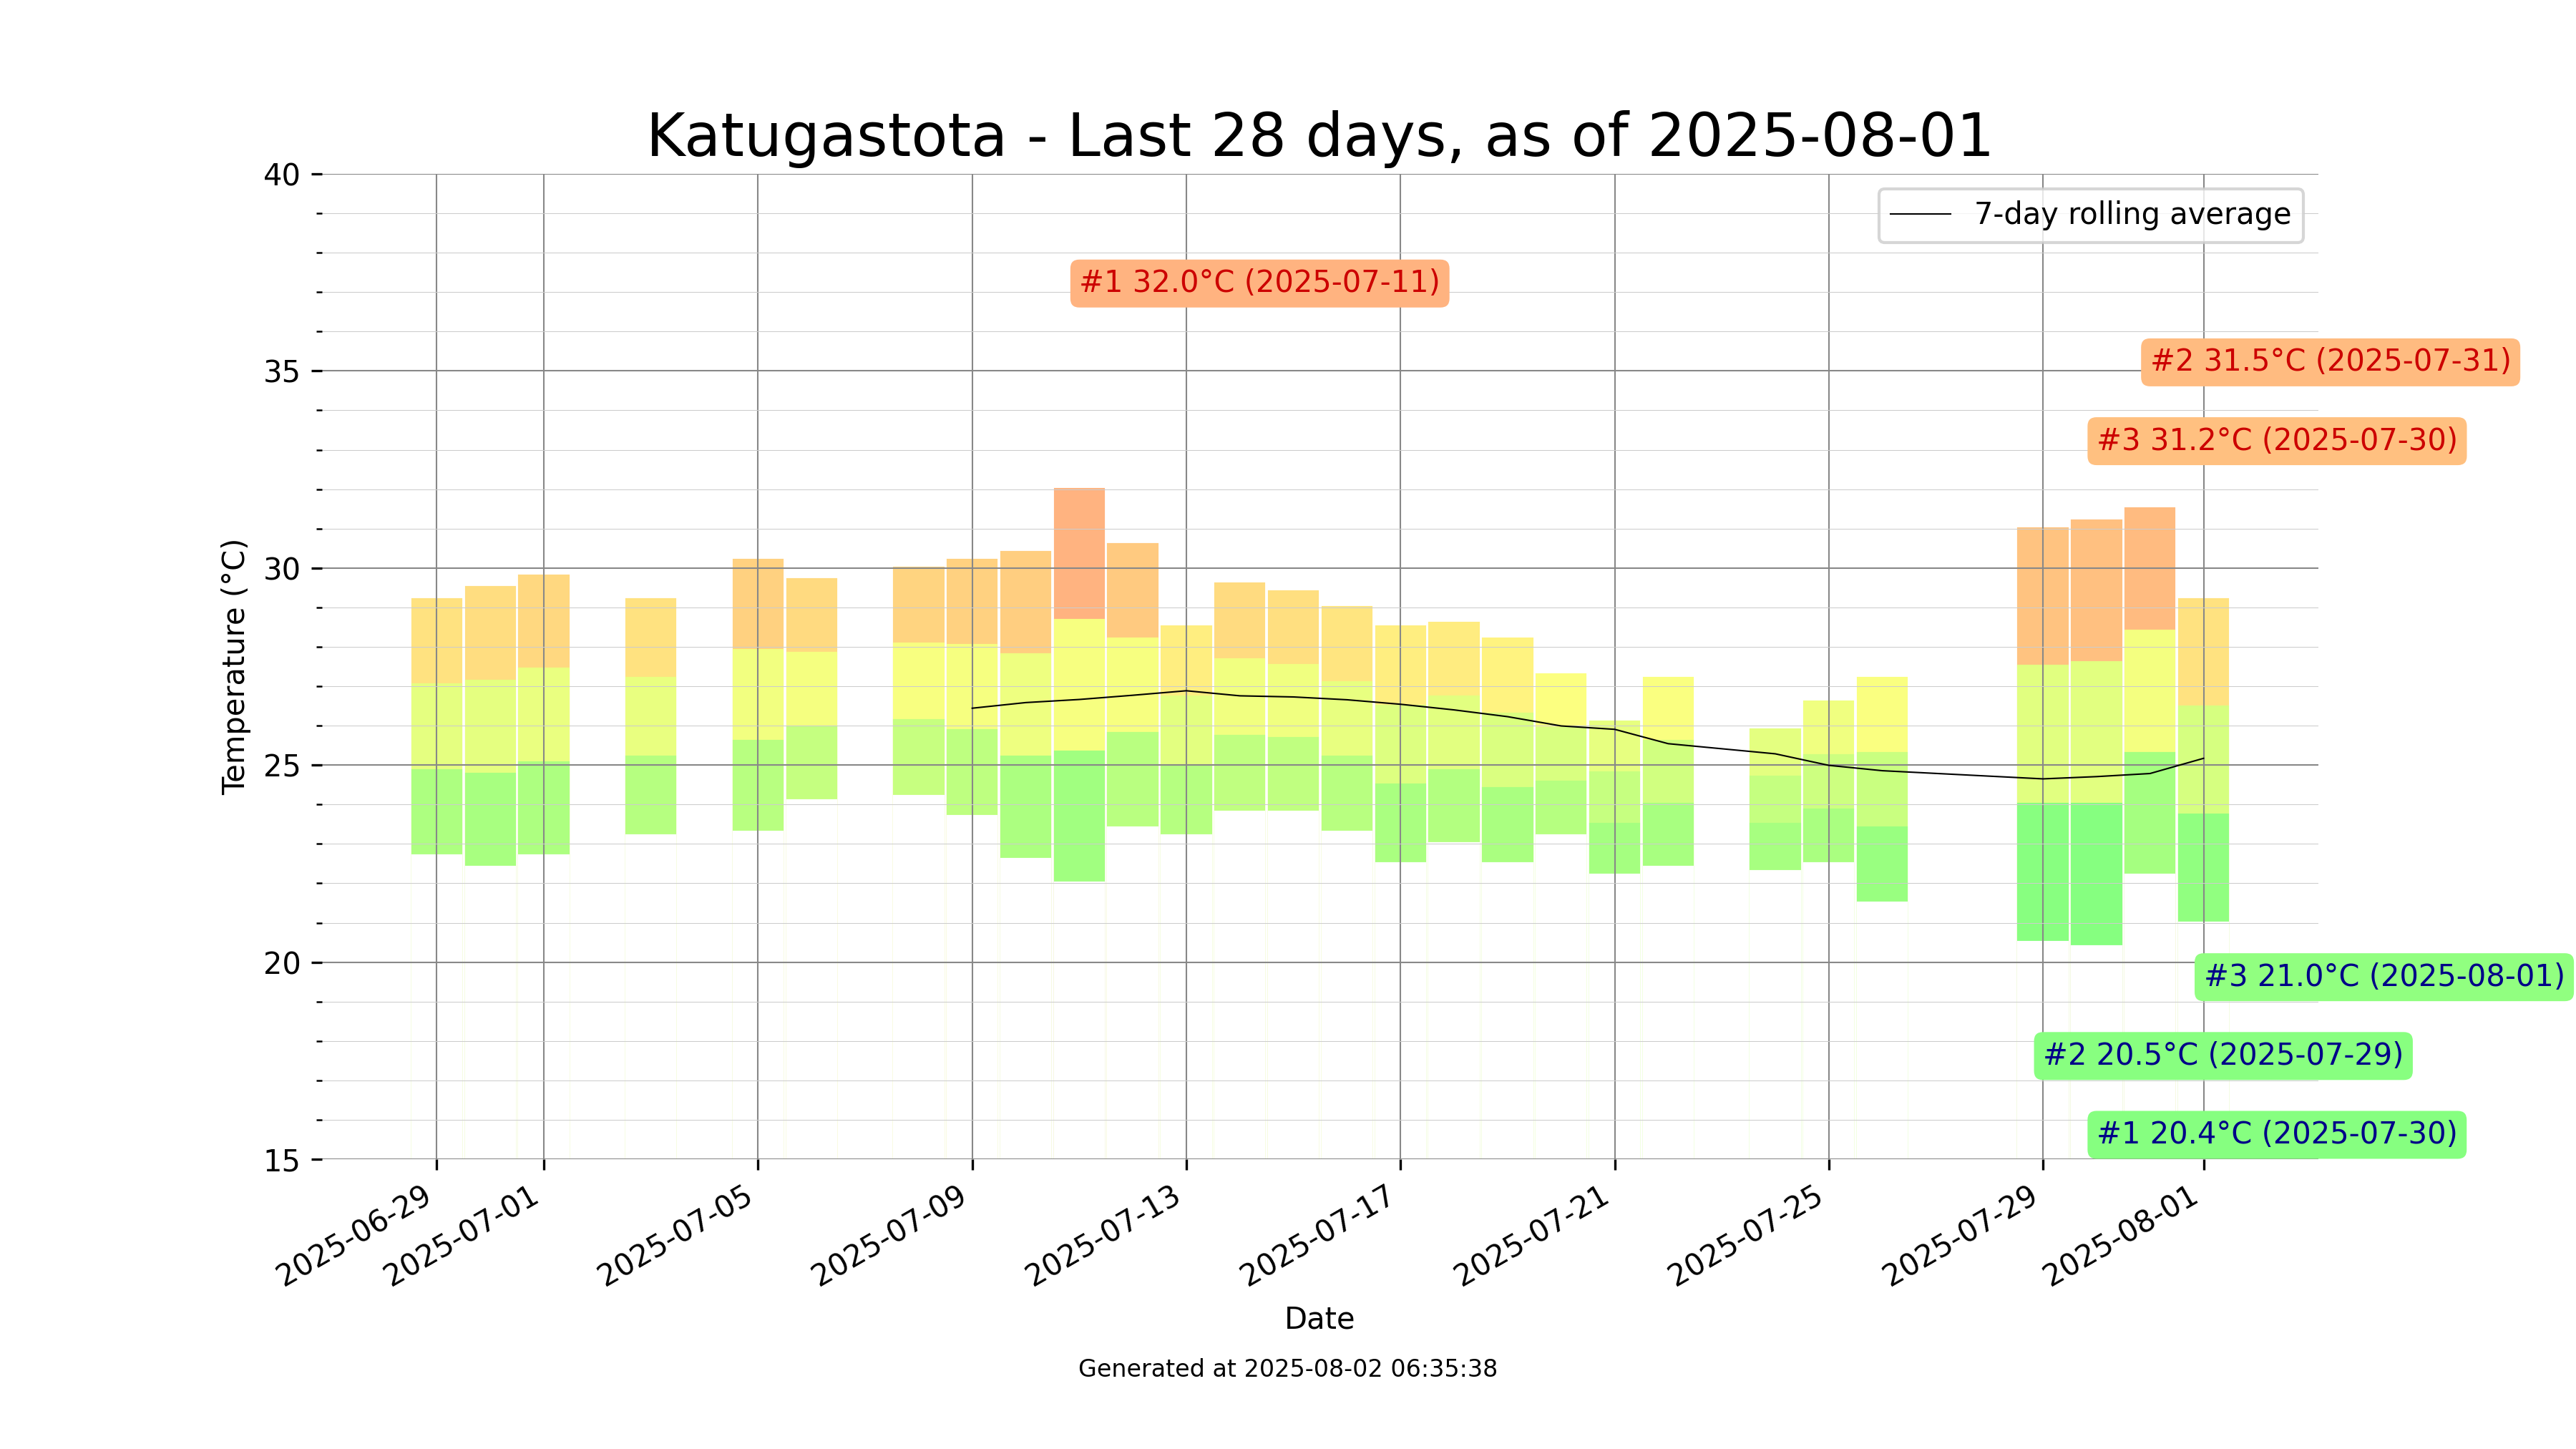 Katugastota - Last 28 days, as of 2025-08-01
40
7-day rolling average
#1 32.0°C (2025-07-11)
35
#2 31.5°C (2025-07-31)
#3 31.2°C (2025-07-30)
30
Temperature (°C)
25
20
#3 21.0°C (2025-08-01)
#2 20.5°C (2025-07-29)
#1 20.4°C (2025-07-30)
15
2025-06-29
2025-07-01
2025-07-05
2025-07-09
2025-07-13
2025-07-17
2025-07-21
2025-07-25
2025-07-29
2025-08-01
Date
Generated at 2025-08-02 06:35:38